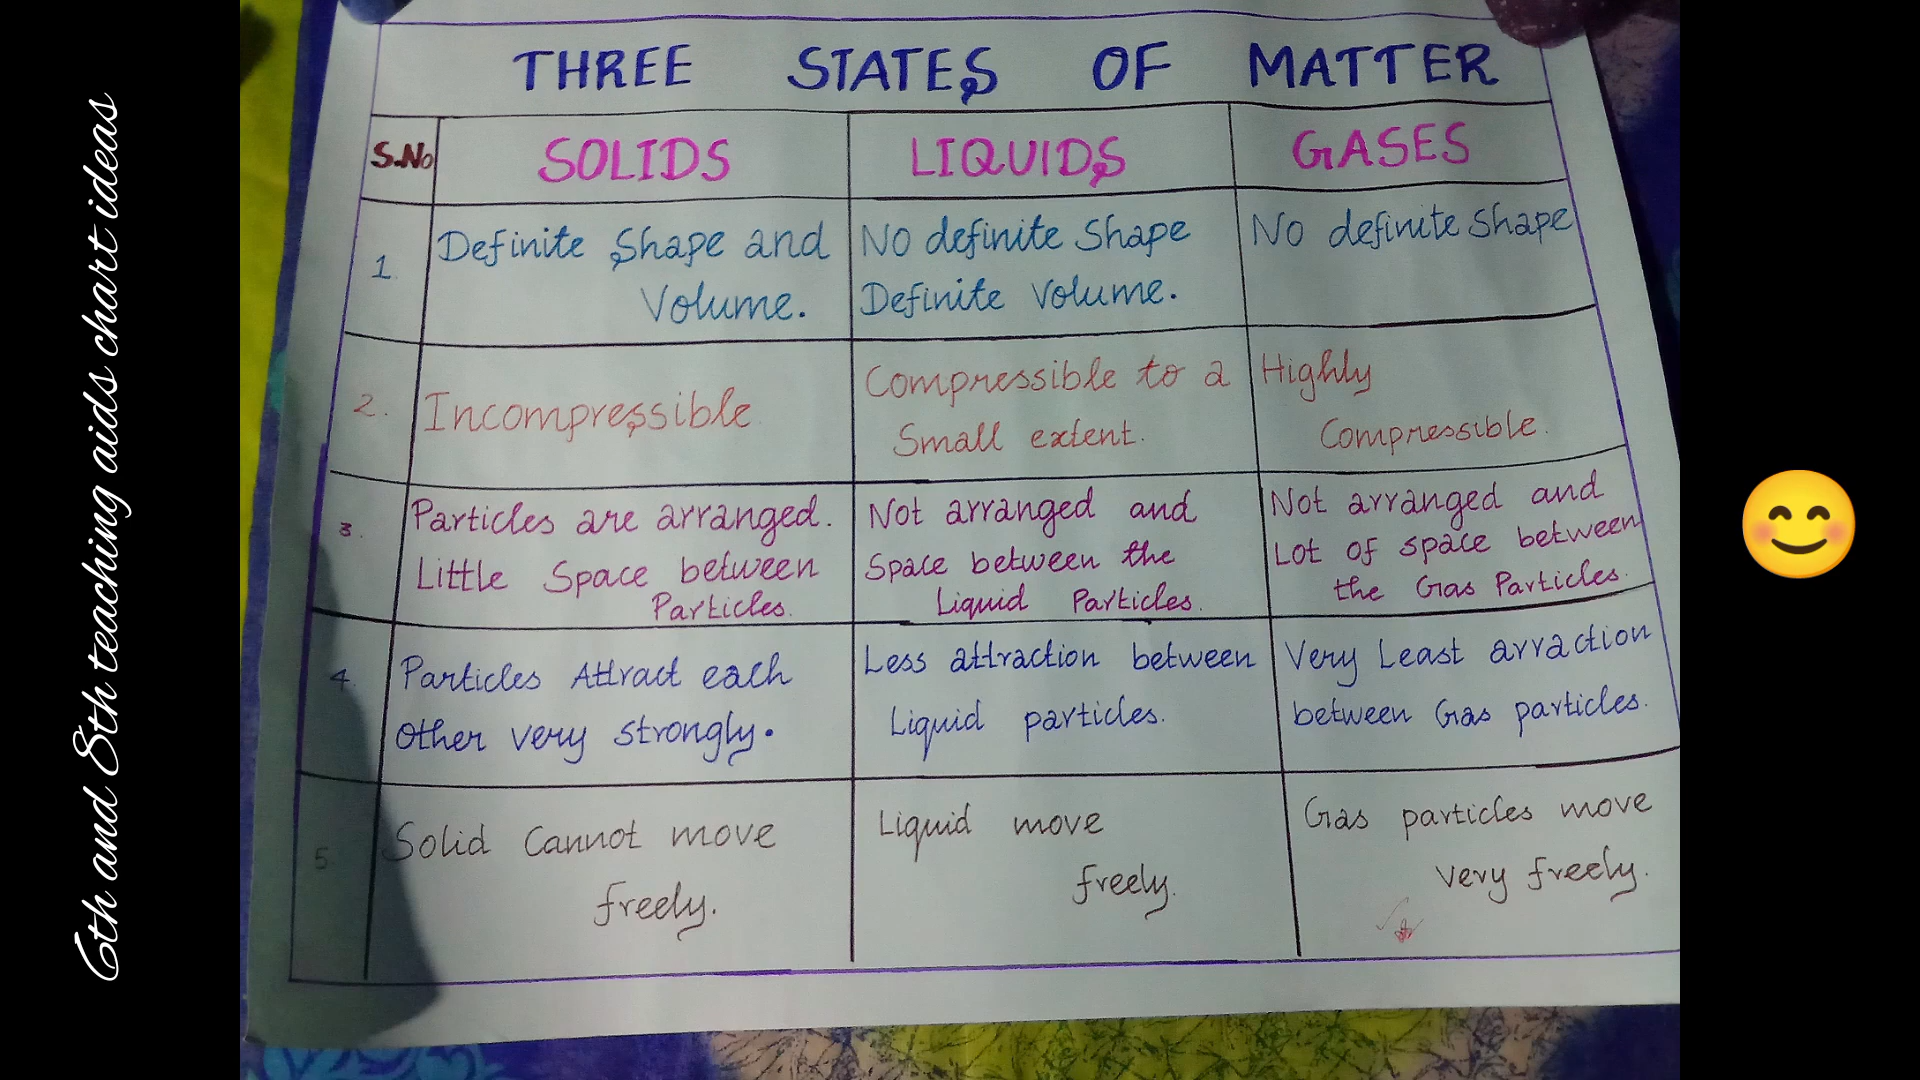 6th and 8th teaching aids chart ideas
THREE STATES OF MATTER
S.No SOLIDS LIQUIDS GASES
1. Definite Shape and
Volume.
No definite Shape
Definite Volume.
No definite Shape
2. Incompressible.
Compressible to a
Small extent.
Highly
Compressible.
3. Particles are arranged.
Little Space between
Particles.
Not arranged and
Space between the
Liquid Particles.
Not arranged and
Lot of space between
the Gas Particles.
4. Particles Attract each
other very strongly.
Less attraction between
Liquid particles.
Very Least arraction
between Gas particles.
5. Solid Cannot move
freely.
Liquid move
freely.
Gas particles move
very freely.